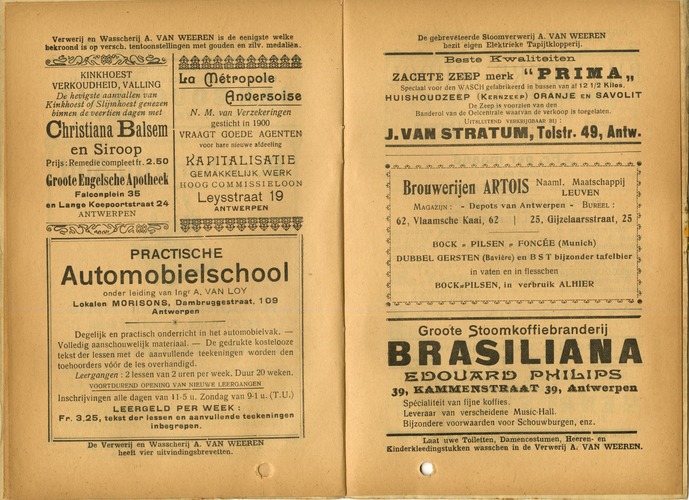 Verwerij en Wasscherij A. VAN WEEREN is de eenigste welke
bekroond is op versch. tentoonstellingen met gouden en zilv. medaliën.
KINKHOEST
VERKOUDHEID, VALLING
De hevigste aanvallen van
Kinkhoest of Slijmhoest genezen
binnen de veertien dagen met
Christiana Balsem
en Siroop
Prijs: Remedie compleet fr. 2.50
Groote Engelsche Apotheek
Falconplein 35
en Lange Koepoortstraat 24
ANTWERPEN
La Métropole
Anversoise
N. M. van Verzekeringen
gesticht in 1900
VRAAGT GOEDE AGENTEN
voor hare nieuwe afdeeling
KAPITALISATIE
GEMAKKELIJK WERK
HOOG COMMISSIELOON
Leysstraat 19
ANTWERPEN
PRACTISCHE
Automobielschool
onder leiding van Ingr A. VAN LOY
Lokalen MORISONS, Dambruggestraat, 109
Antwerpen
Degelijk en practisch onderricht in het automobielvak. —
Volledig aanschouwelijk materiaal. — De gedrukte kostelooze
tekst der lessen met de aanvullende teekeningen worden den
toehoorders vóór de les overhandigd.
Leergangen : 2 lessen van 2 uren per week. Duur 20 weken.
VOORTDUREND OPENING VAN NIEUWE LEERGANGEN
Inschrijvingen alle dagen van 11-5 u. Zondag van 9-1 u. (T.U.)
LEERGELD PER WEEK :
Fr. 3,25, tekst der lessen en aanvullende teekeningen
inbegrepen.
De Verwerij en Wasscherij A. VAN WEEREN
heeft vier uitvindingsbrevetten.
De gebreveteerde Stoomverwerij A. VAN WEEREN
bezit eigen Elektrieke Tapijtklopperij.
Beste Kwaliteiten
ZACHTE ZEEP merk "PRIMA„
Speciaal voor den WASCH gefabrikeerd in bussen van af 12 1/2 Kilos.
HUISHOUDZEEP (KERNZEEP) ORANJE EN SAVOLIT
De Zeep is voorzien van den
Banderol van de Oelcentrale waarvan de verkoop is toegelaten.
UITSLUITEND VERKRIJGBAAR BIJ :
J. VAN STRATUM, Tolstr. 49, Antw.
Brouwerijen ARTOIS Naaml. Maatschappij
LEUVEN
MAGAZIJN : - Depots van Antwerpen - BUREEL :
62, Vlaamsche Kaai, 62 | 25, Gijzelaarsstraat, 25
BOCK - PILSEN - FONCÉE (Munich)
DUBBEL GERSTEN (Bavière) en B S T bijzonder tafelbier
in vaten en in flesschen
BOCK=PILSEN, in verbruik ALHIER
Groote Stoomkoffiebranderij
BRASILIANA
EDOUARD PHILIPS
39, KAMMENSTRAAT 39, Antwerpen
Spécialiteit van fijne koffies.
Leveraar van verscheidene Music-Hall.
Bijzondere voorwaarden voor Schouwburgen, enz.
Laat uwe Toiletten, Damencostumen, Heeren- en
Kinderkleedingstukken wasschen in de Verwerij A. VAN WEEREN.